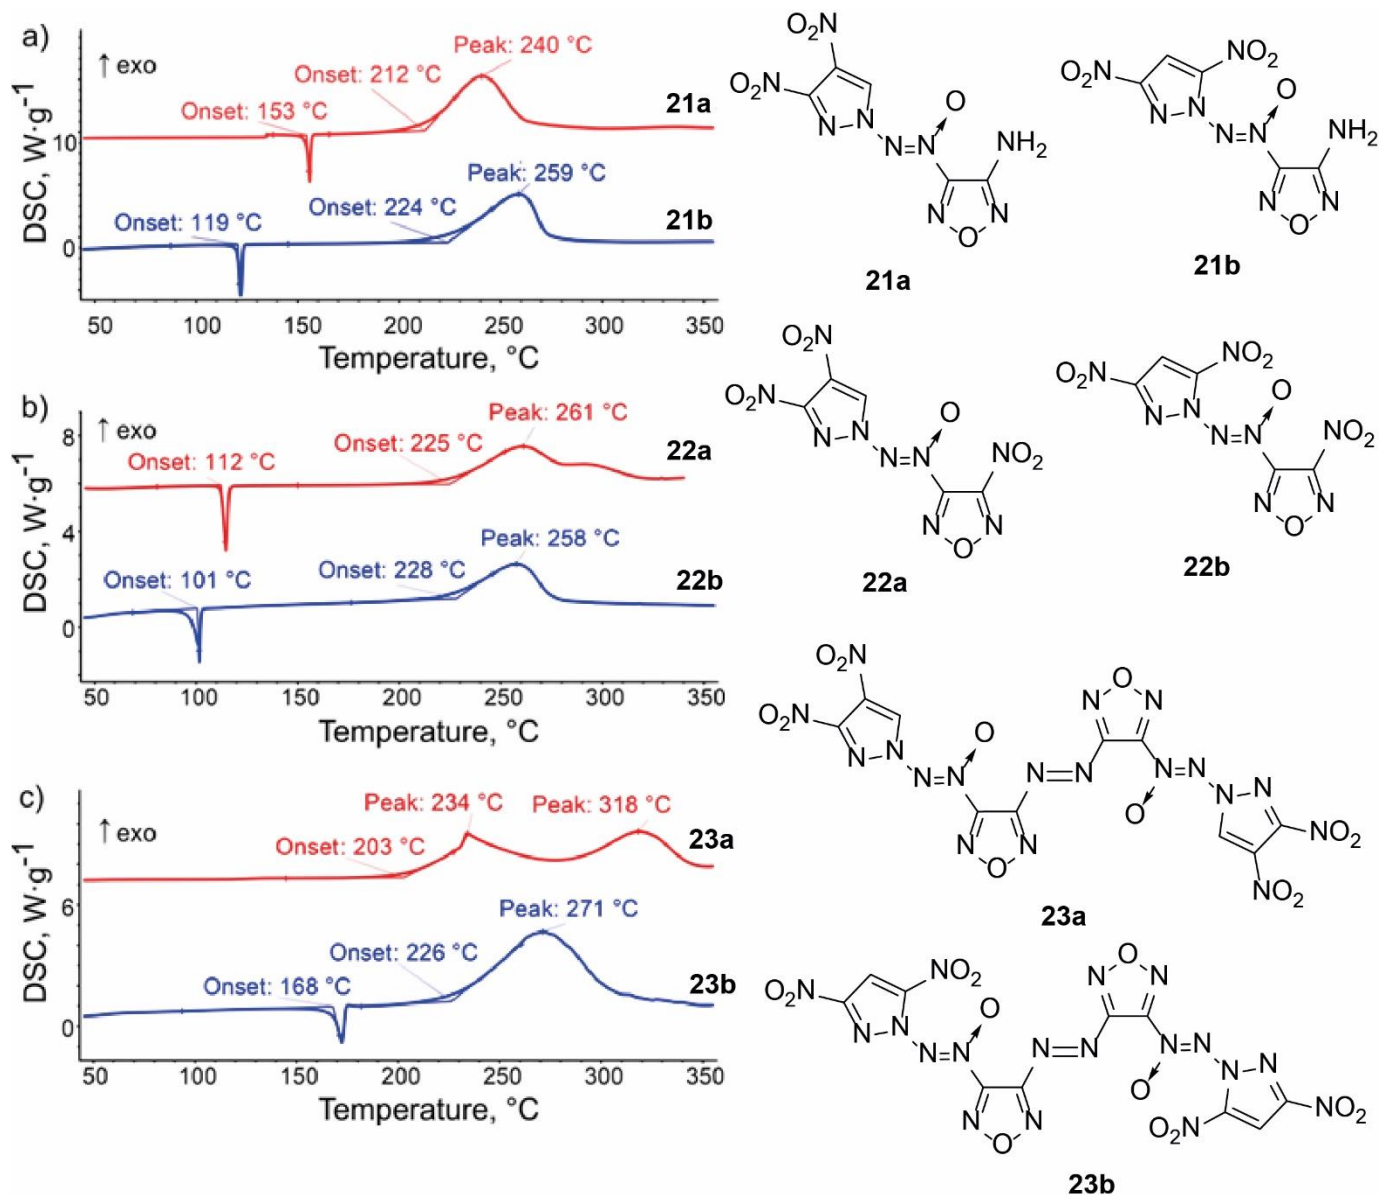 a)
↑ exo
DSC, W·g⁻¹
10
0
Onset: 153 °C
Onset: 212 °C
Peak: 240 °C
21a
Onset: 119 °C
Onset: 224 °C
Peak: 259 °C
21b
50 100 150 200 250 300 350
Temperature, °C
O₂N
O₂N
N N
N=N
O
NH₂
N N
O
21a
O₂N
NO₂
N N
N=N
O
NH₂
N N
O
21b
b)
↑ exo
DSC, W·g⁻¹
8
4
0
Onset: 112 °C
Onset: 225 °C
Peak: 261 °C
22a
Onset: 101 °C
Onset: 228 °C
Peak: 258 °C
22b
50 100 150 200 250 300 350
Temperature, °C
O₂N
O₂N
N N
N=N
O
NO₂
N N
O
22a
O₂N
NO₂
N N
N=N
O
NO₂
N N
O
22b
c)
↑ exo
DSC, W·g⁻¹
6
0
Onset: 203 °C
Peak: 234 °C
Peak: 318 °C
23a
Onset: 168 °C
Onset: 226 °C
Peak: 271 °C
23b
50 100 150 200 250 300 350
Temperature, °C
O₂N
O₂N
N N
N=N
O
N N
O
N=N
O
N N
N=N
O
N N
NO₂
NO₂
23a
O₂N
NO₂
N N
N=N
O
N N
O
N=N
O
N N
N=N
O
N N
O₂N
NO₂
23b